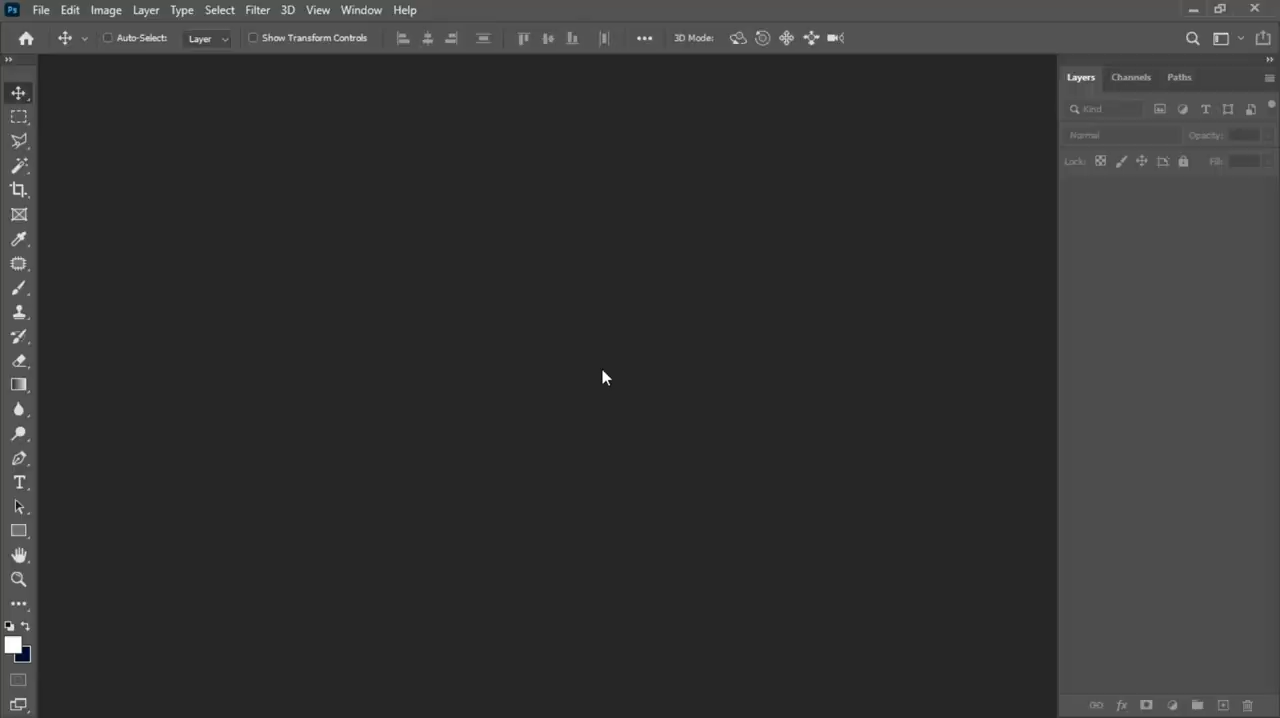 Ps File Edit Image Layer Type Select Filter 3D View Window Help
Auto-Select: Layer Show Transform Controls 3D Mode:
Layers Channels Paths
Kind
Normal Opacity:
Lock: Fill:
T
fx